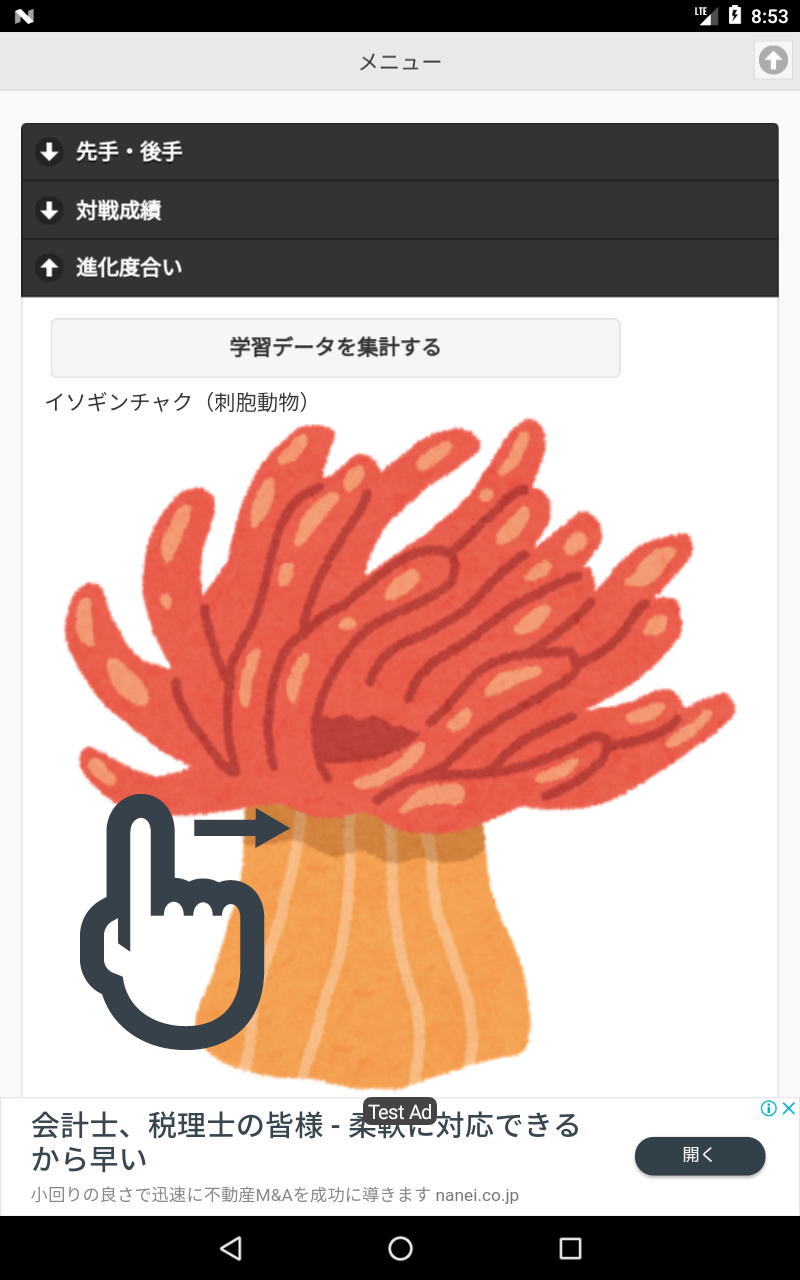 LTE 8:53
メニュー
先手・後手
対戦成績
進化度合い
学習データを集計する
イソギンチャク（刺胞動物）
Test Ad
会計士、税理士の皆様 - 柔軟に対応できる
から早い
開く
小回りの良さで迅速に不動産M&Aを成功に導きます nanei.co.jp